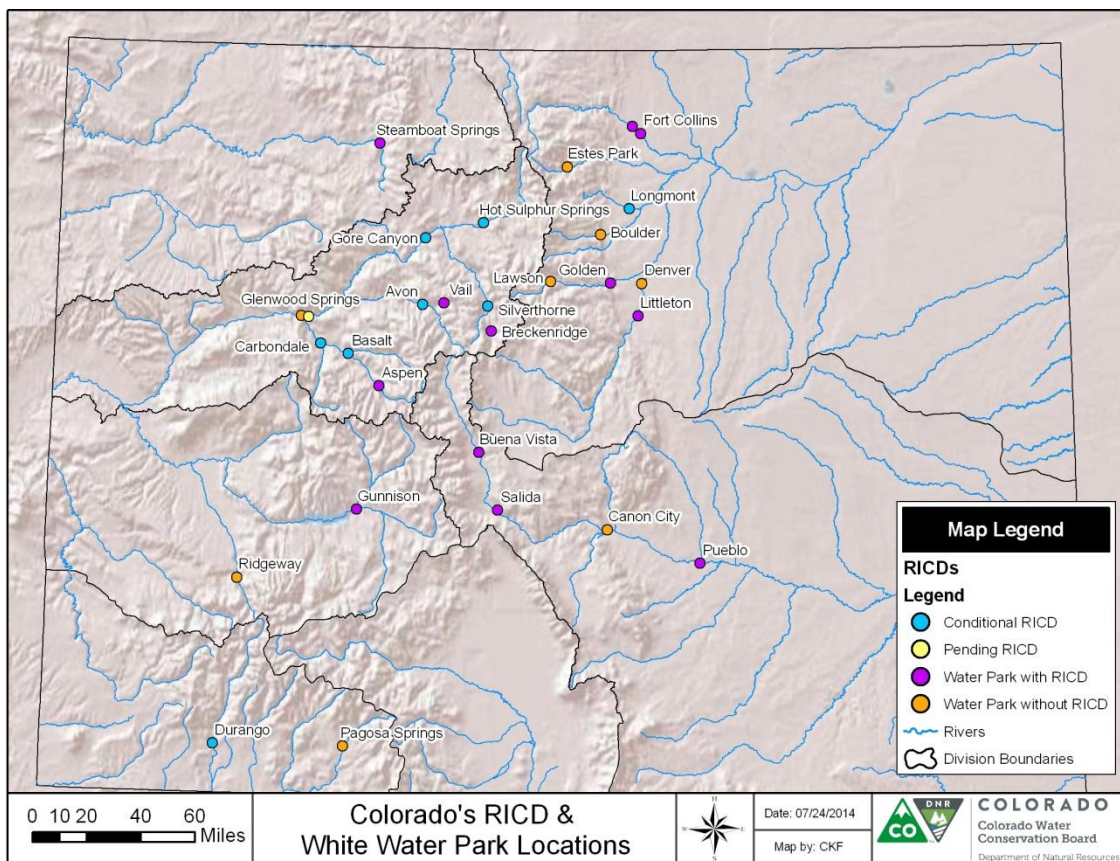 Fort Collins
Steamboat Springs
Estes Park
Longmont
Hot Sulphur Springs
Boulder
Gore Canyon
Lawson
Golden
Denver
Glenwood Springs
Avon
Vail
Silverthorne
Littleton
Breckenridge
Carbondale
Basalt
Aspen
Buena Vista
Gunnison
Salida
Canon City
Pueblo
Ridgeway
Durango
Pagosa Springs
Map Legend
RICDs
Legend
Conditional RICD
Pending RICD
Water Park with RICD
Water Park without RICD
Rivers
Division Boundaries
0 10 20 40 60
Miles
Colorado's RICD &
White Water Park Locations
N
W E
S
Date: 07/24/2014
Map by: CKF
CO
DNR
COLORADO
Colorado Water
Conservation Board
Department of Natural Resources